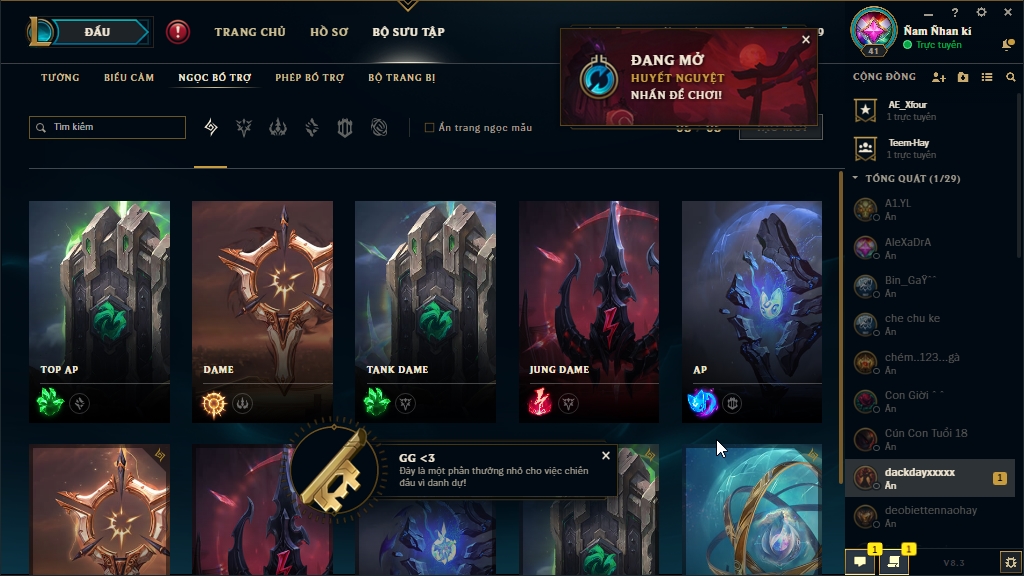 ĐẤU
TRANG CHỦ
HỒ SƠ
BỘ SƯU TẬP
ĐANG MỞ
HUYẾT NGUYỆT
NHẤN ĐỂ CHƠI!
Ñam Ñhan kí
Trực tuyến
41
TƯỚNG
BIỂU CẢM
NGỌC BỔ TRỢ
PHÉP BỔ TRỢ
BỘ TRANG BỊ
CỘNG ĐỒNG
Tìm kiếm
Ẩn trang ngọc mẫu
AE_Xfour
1 trực tuyến
Teem-Hay
1 trực tuyến
TỔNG QUÁT (1/29)
A1.YL
Ẩn
AleXaDrA
Ẩn
Bin_GaŸˆˆ
Ẩn
che chu ke
Ẩn
chém..123...gà
Ẩn
Con Giời ˆ ˆ
Ẩn
Cún Con Tuổi 18
Ẩn
dackdayxxxxx
Ẩn
1
deobiettennaohay
Ẩn
TOP AP
DAME
TANK DAME
JUNG DAME
AP
GG <3
Đây là một phần thưởng nhỏ cho việc chiến
đấu vì danh dự!
1
1
V8.3